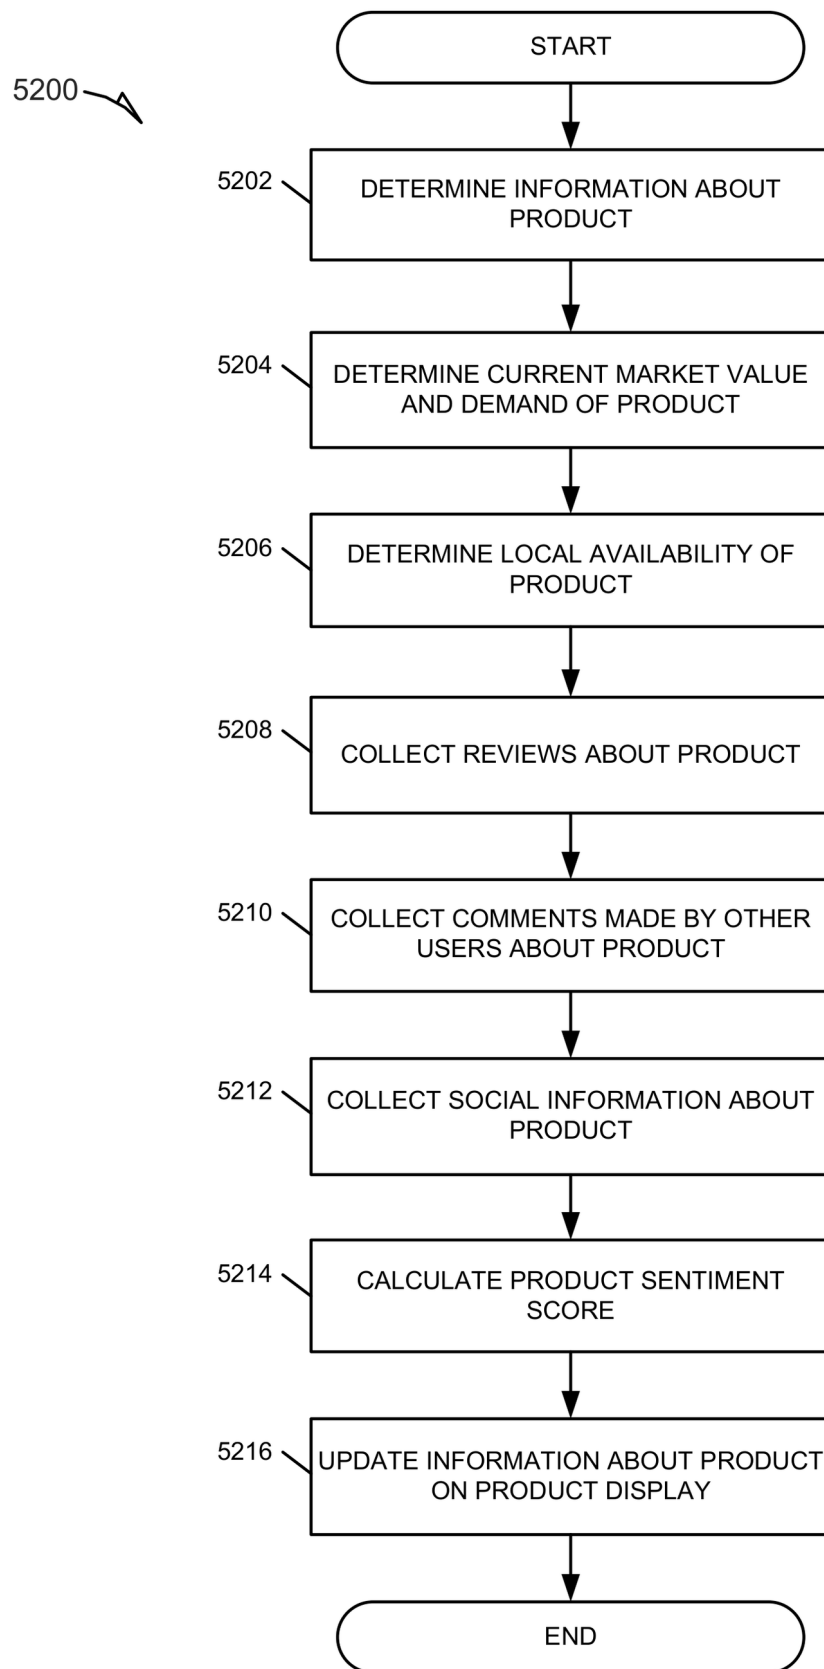 START
5200
5202
DETERMINE INFORMATION ABOUT
PRODUCT
5204
DETERMINE CURRENT MARKET VALUE
AND DEMAND OF PRODUCT
5206
DETERMINE LOCAL AVAILABILITY OF
PRODUCT
5208
COLLECT REVIEWS ABOUT PRODUCT
5210
COLLECT COMMENTS MADE BY OTHER
USERS ABOUT PRODUCT
5212
COLLECT SOCIAL INFORMATION ABOUT
PRODUCT
5214
CALCULATE PRODUCT SENTIMENT
SCORE
5216
UPDATE INFORMATION ABOUT PRODUCT
ON PRODUCT DISPLAY
END